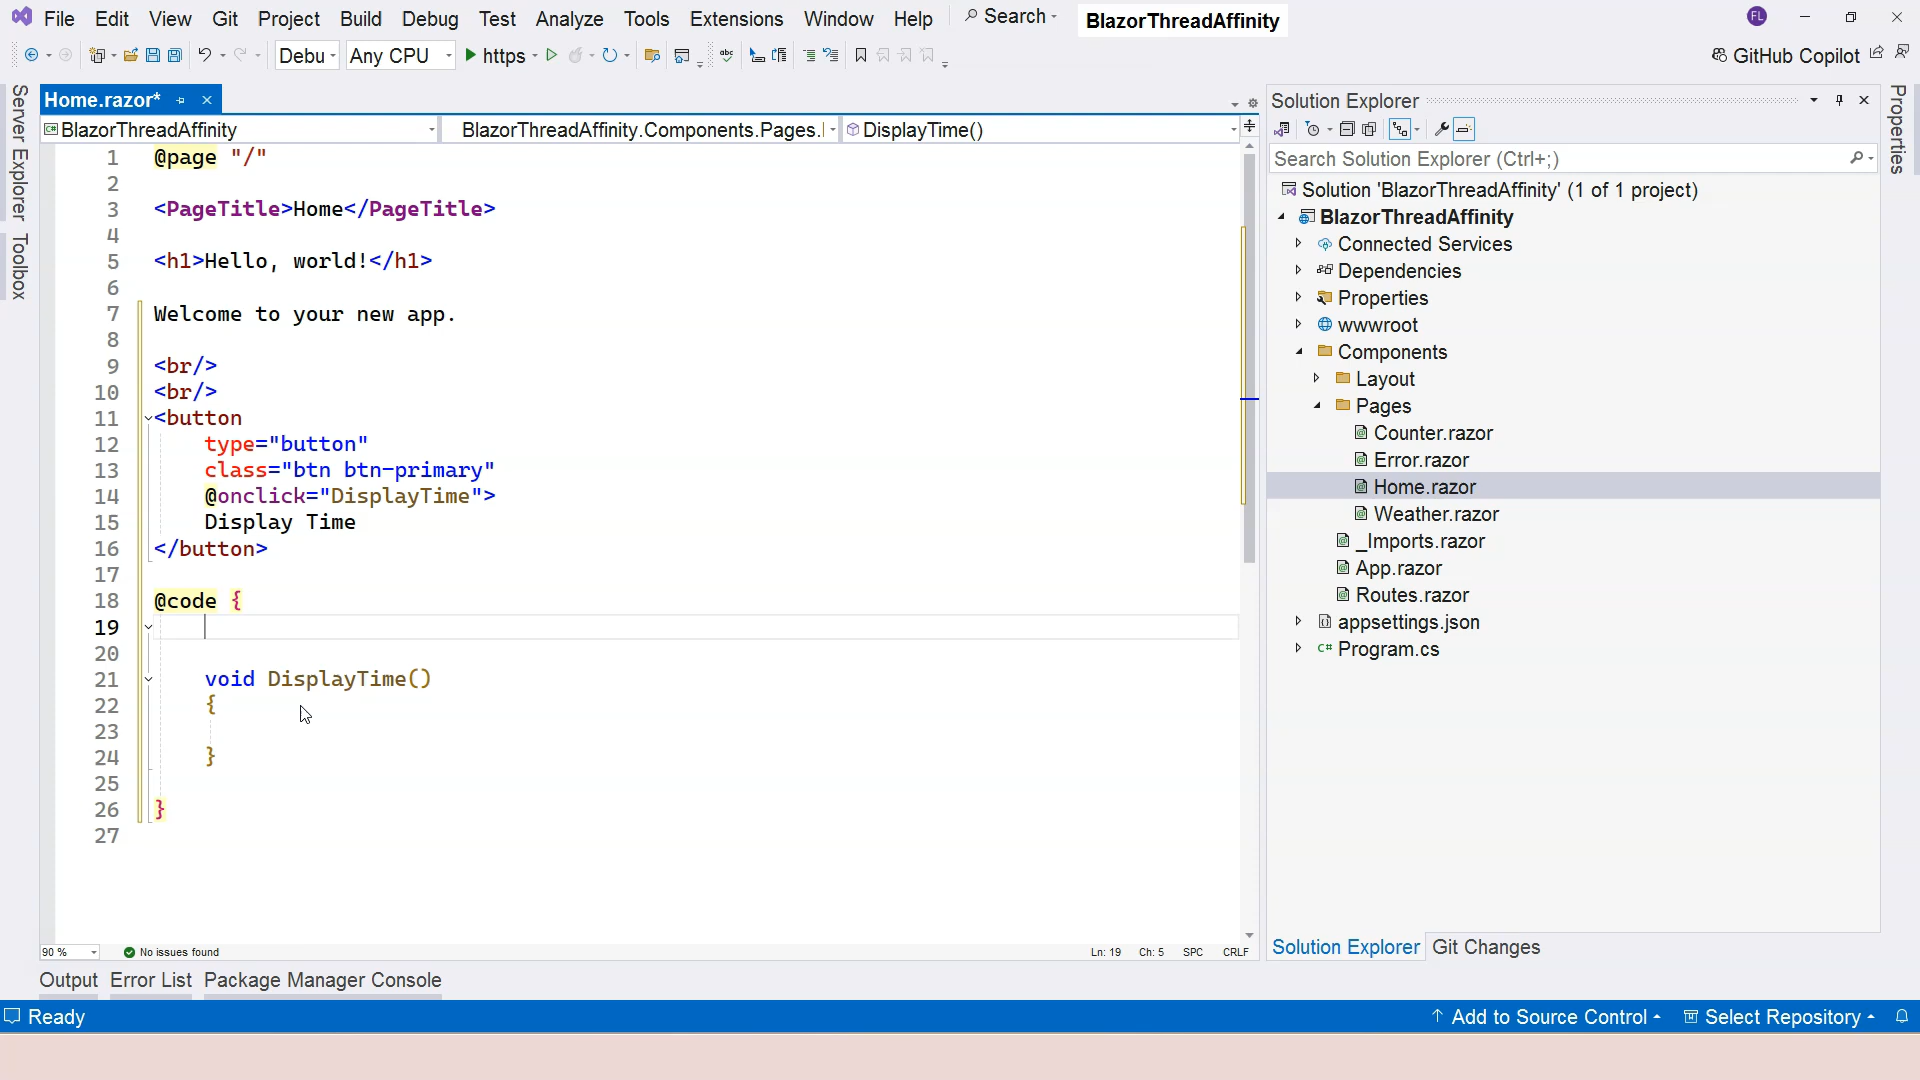 File Edit View Git Project Build Debug Test Analyze Tools Extensions Window Help Search BlazorThreadAffinity FL
Debu Any CPU https abc GitHub Copilot
Home.razor*
BlazorThreadAffinity BlazorThreadAffinity.Components.Pages. DisplayTime()
1 @page "/"
2
3 <PageTitle>Home</PageTitle>
4
5 <h1>Hello, world!</h1>
6
7 Welcome to your new app.
8
9 <br/>
10 <br/>
11 <button
12 type="button"
13 class="btn btn-primary"
14 @onclick="DisplayTime">
15 Display Time
16 </button>
17
18 @code {
19
20
21 void DisplayTime()
22 {
23
24 }
25
26 }
27
90 % No issues found Ln: 19 Ch: 5 SPC CRLF
Server Explorer
Toolbox
Solution Explorer
Search Solution Explorer (Ctrl+;)
Solution 'BlazorThreadAffinity' (1 of 1 project)
BlazorThreadAffinity
Connected Services
Dependencies
Properties
wwwroot
Components
Layout
Pages
Counter.razor
Error.razor
Home.razor
Weather.razor
_Imports.razor
App.razor
Routes.razor
appsettings.json
C# Program.cs
Solution Explorer Git Changes
Properties
Output Error List Package Manager Console
Ready Add to Source Control Select Repository